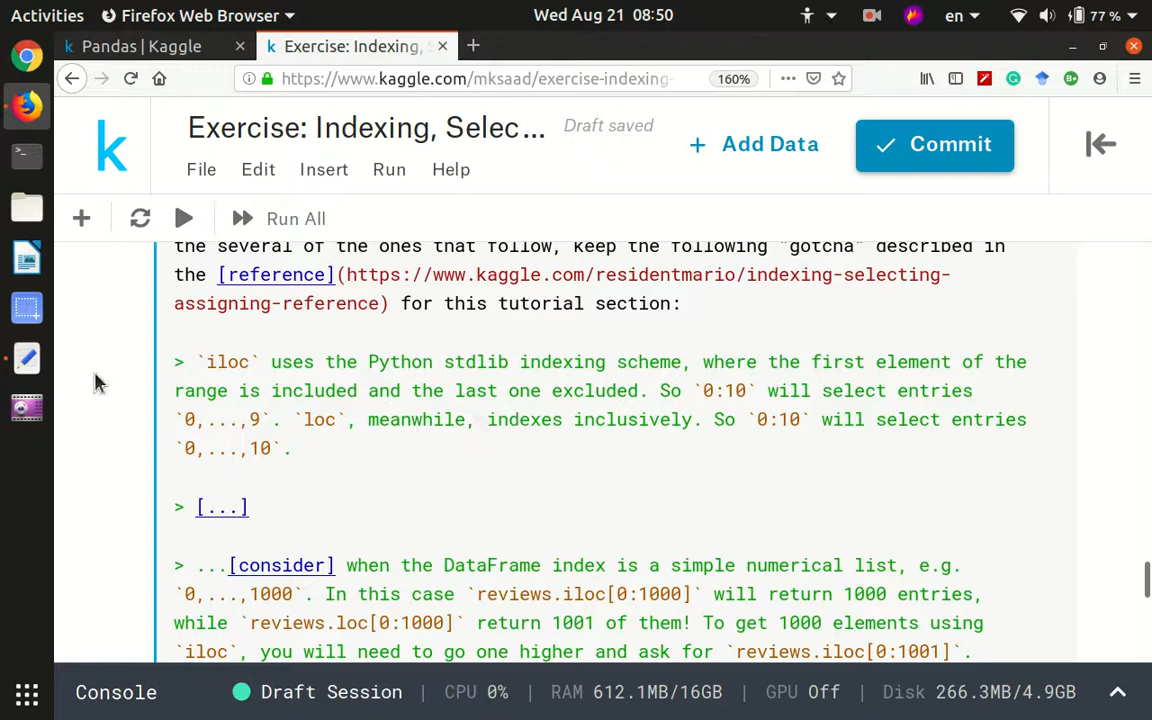 Activities Firefox Web Browser Wed Aug 21 08:50 en 77 %
Pandas | Kaggle Exercise: Indexing,
https://www.kaggle.com/mksaad/exercise-indexing- 160%
k Exercise: Indexing, Selec... Draft saved + Add Data Commit
File Edit Insert Run Help
Run All
the several of the ones that follow, keep the following "gotcha" described in
the [reference](https://www.kaggle.com/residentmario/indexing-selecting-
assigning-reference) for this tutorial section:
> `iloc` uses the Python stdlib indexing scheme, where the first element of the
range is included and the last one excluded. So `0:10` will select entries
`0,...,9`. `loc`, meanwhile, indexes inclusively. So `0:10` will select entries
`0,...,10`.
> [...]
> ...[consider] when the DataFrame index is a simple numerical list, e.g.
`0,...,1000`. In this case `reviews.iloc[0:1000]` will return 1000 entries,
while `reviews.loc[0:1000]` return 1001 of them! To get 1000 elements using
`iloc`, you will need to go one higher and ask for `reviews.iloc[0:1001]`.
Console Draft Session | CPU 0% | RAM 612.1MB/16GB | GPU Off | Disk 266.3MB/4.9GB